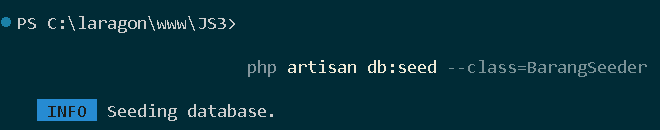 PS C:\laragon\www\JS3>
php artisan db:seed --class=BarangSeeder
INFO Seeding database.